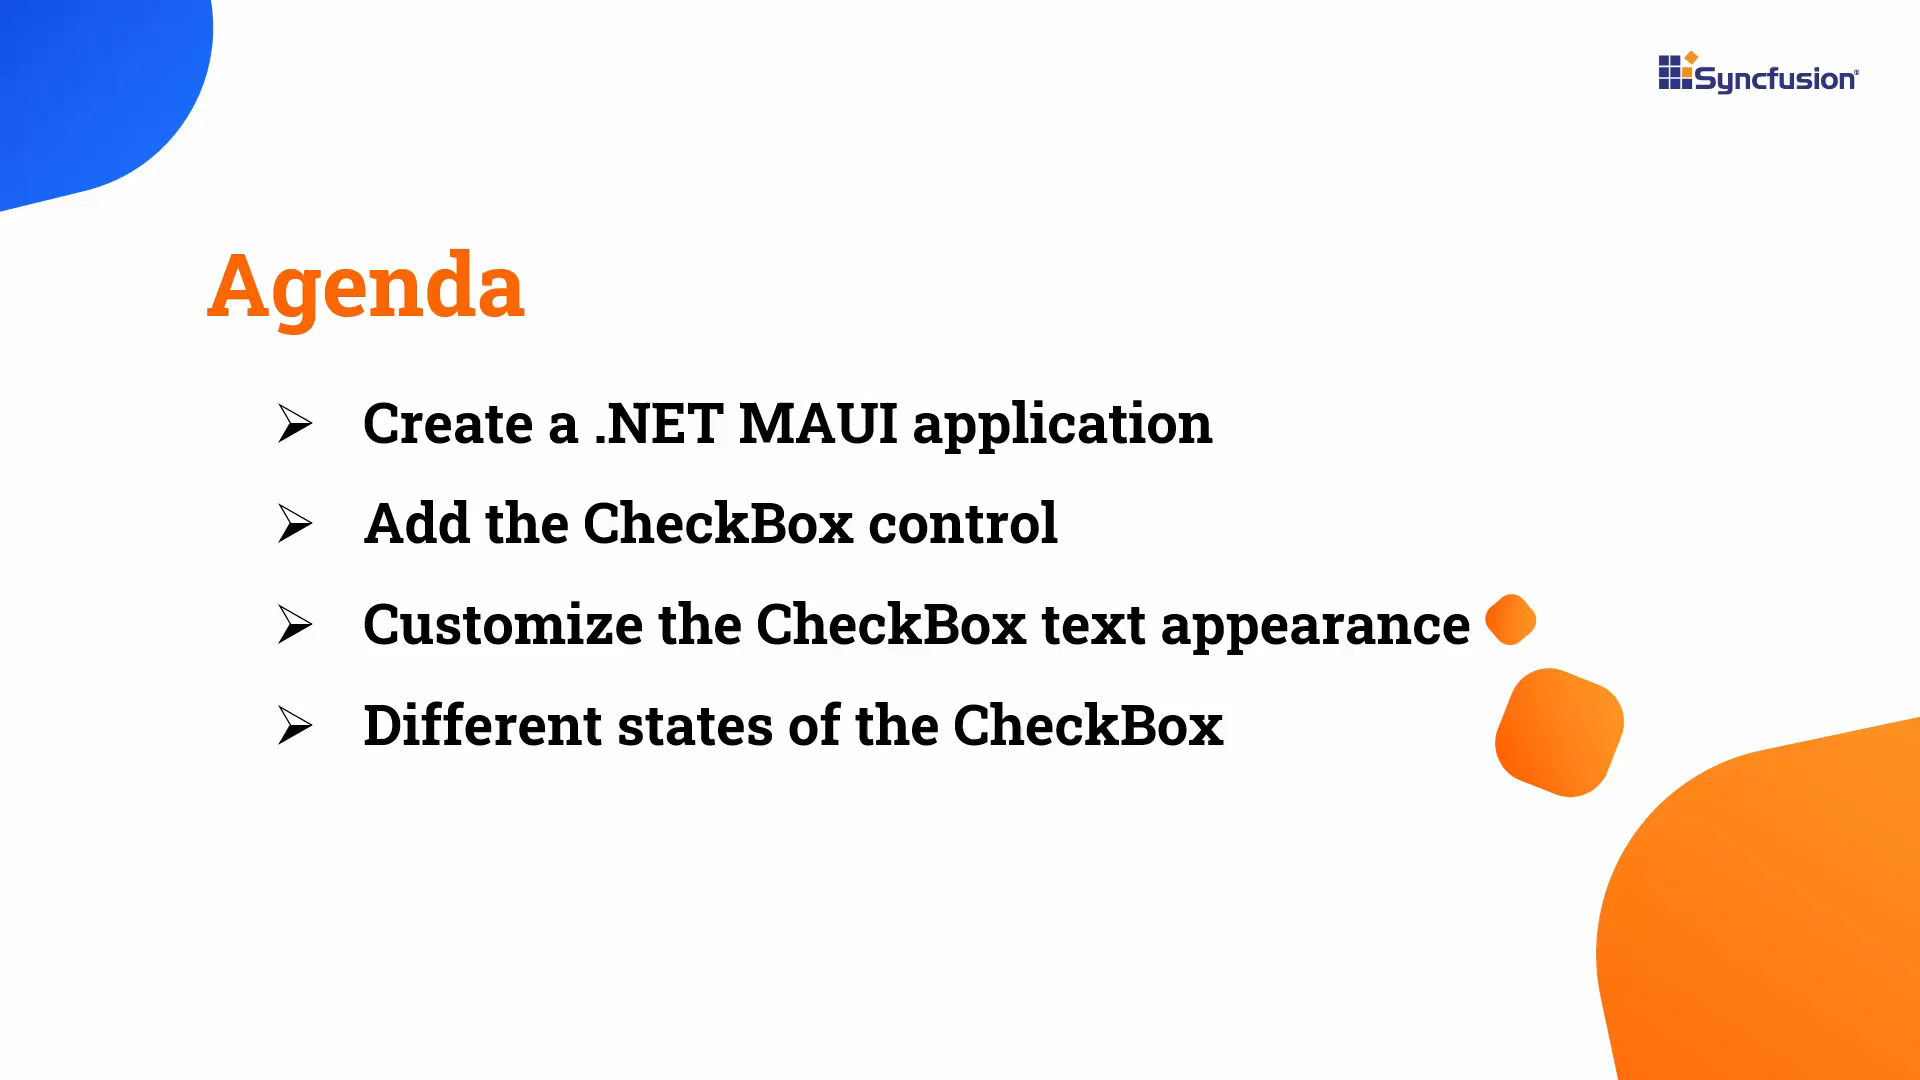 Syncfusion®
Agenda
➢ Create a .NET MAUI application
➢ Add the CheckBox control
➢ Customize the CheckBox text appearance
➢ Different states of the CheckBox